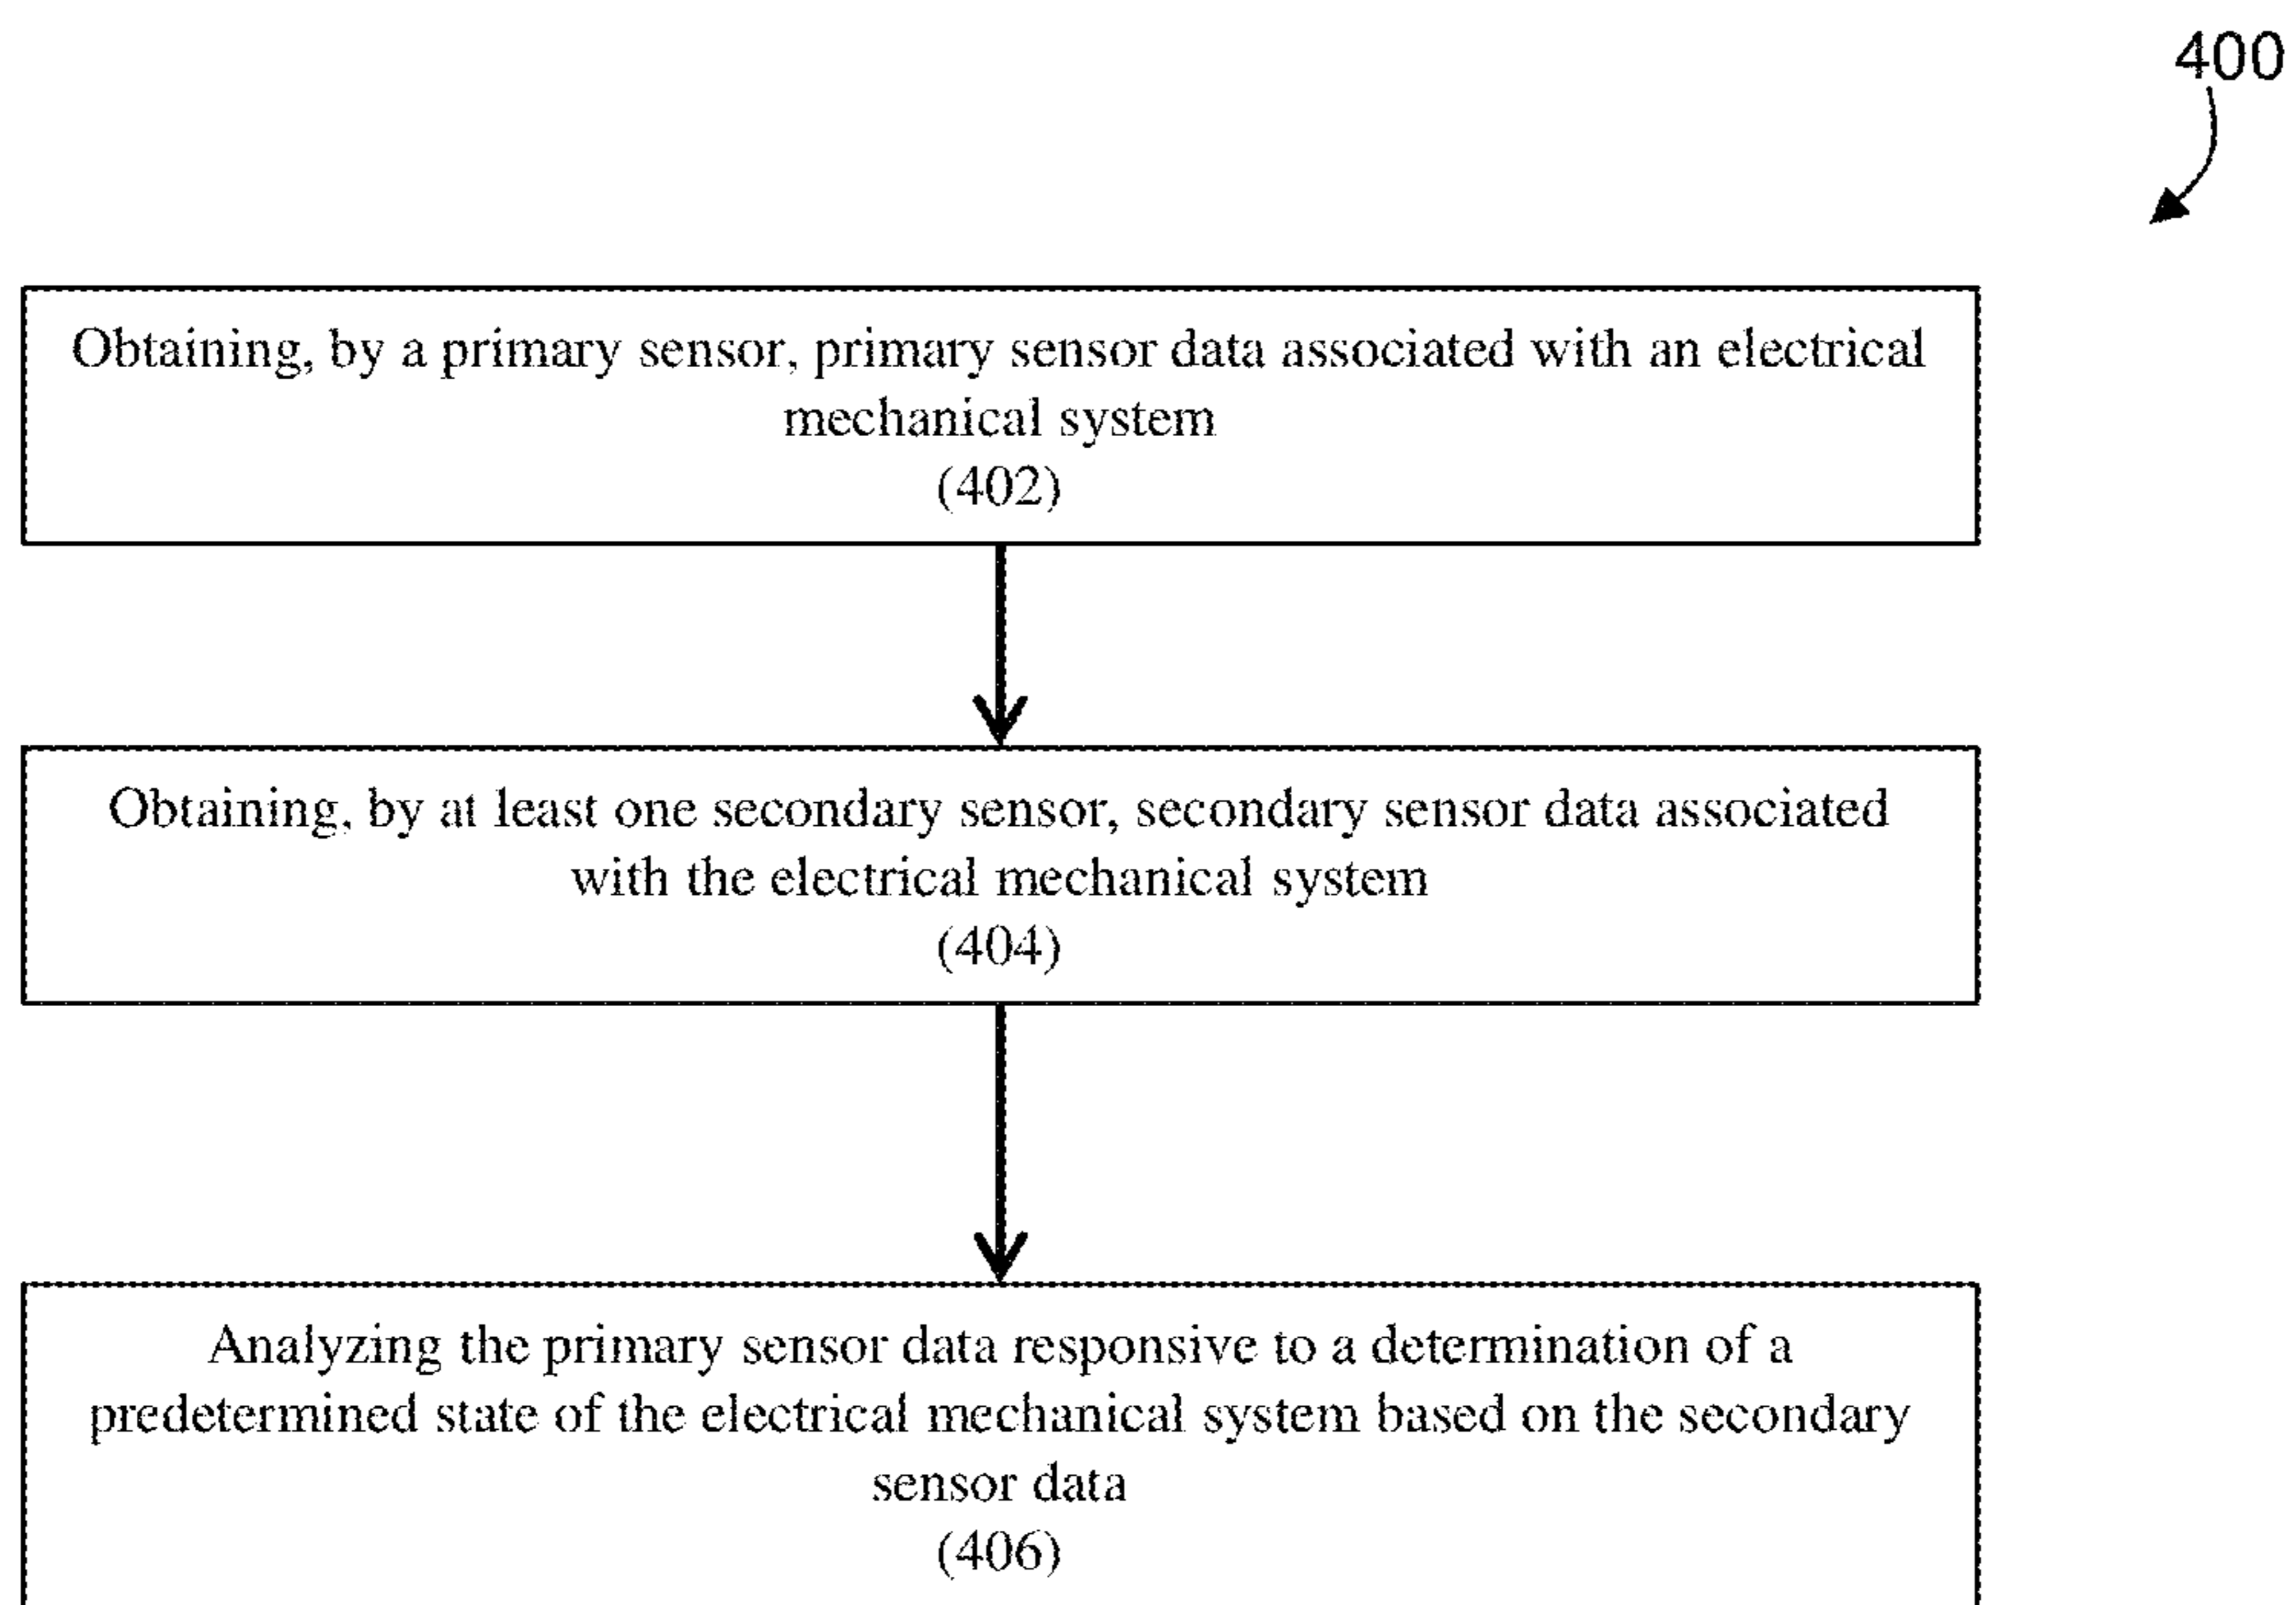 400
Obtaining, by a primary sensor, primary sensor data associated with an electrical
mechanical system
(402)
Obtaining, by at least one secondary sensor, secondary sensor data associated
with the electrical mechanical system
(404)
Analyzing the primary sensor data responsive to a determination of a
predetermined state of the electrical mechanical system based on the secondary
sensor data
(406)